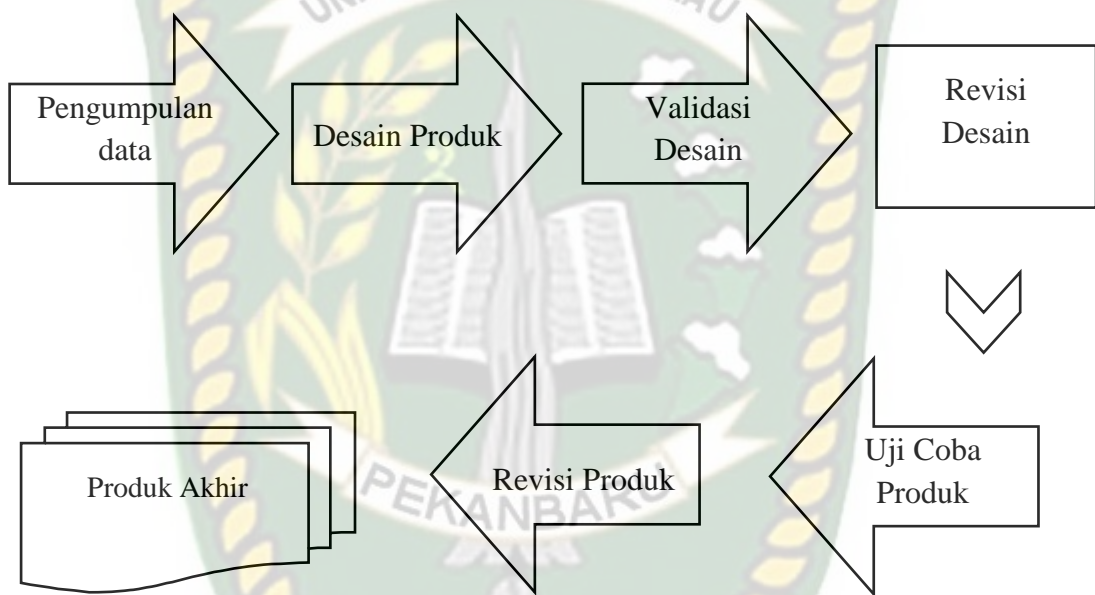 Pengumpulan
data
Desain Produk
Validasi
Desain
Revisi
Desain
Uji Coba
Produk
Revisi Produk
Produk Akhir
PEKANBARU